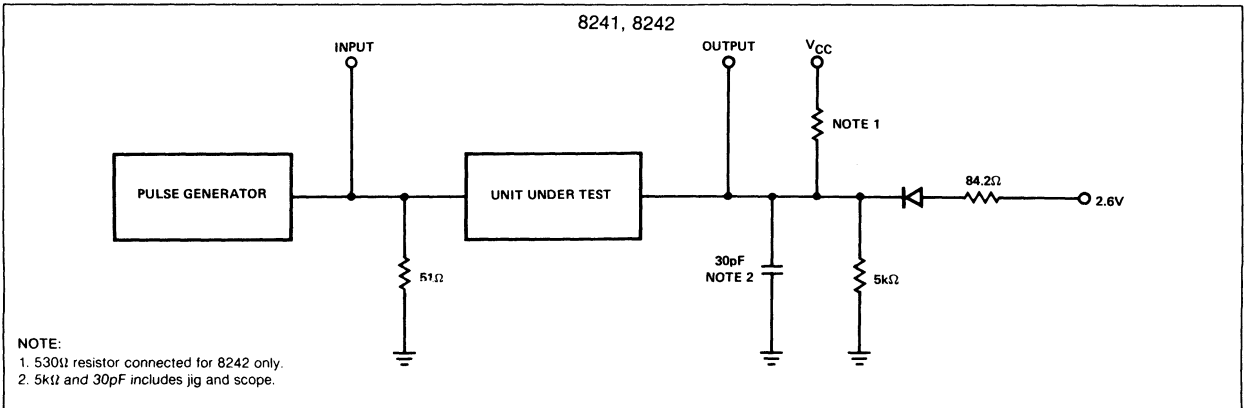 8241, 8242
INPUT
OUTPUT
VCC
NOTE 1
PULSE GENERATOR
UNIT UNDER TEST
84.2Ω
2.6V
51Ω
30pF
NOTE 2
5kΩ
NOTE:
1. 530Ω resistor connected for 8242 only.
2. 5kΩ and 30pF includes jig and scope.